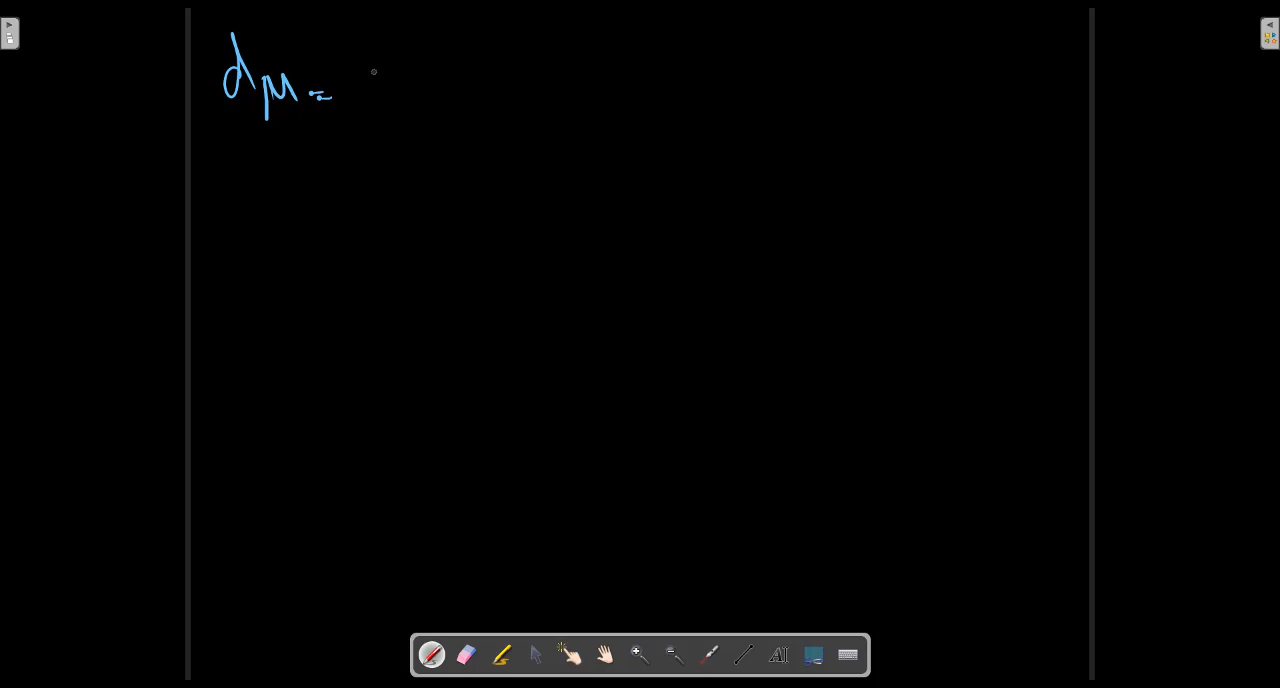 dμ =